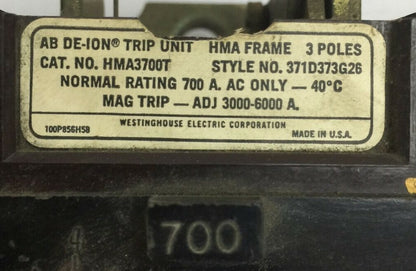 AB DE-ION® TRIP UNIT HMA FRAME 3 POLES
CAT. NO. HMA3700T STYLE NO. 371D373G26
NORMAL RATING 700 A. AC ONLY — 40°C
MAG TRIP — ADJ 3000-6000 A.
WESTINGHOUSE ELECTRIC CORPORATION
100P856H58 MADE IN U.S.A.
700